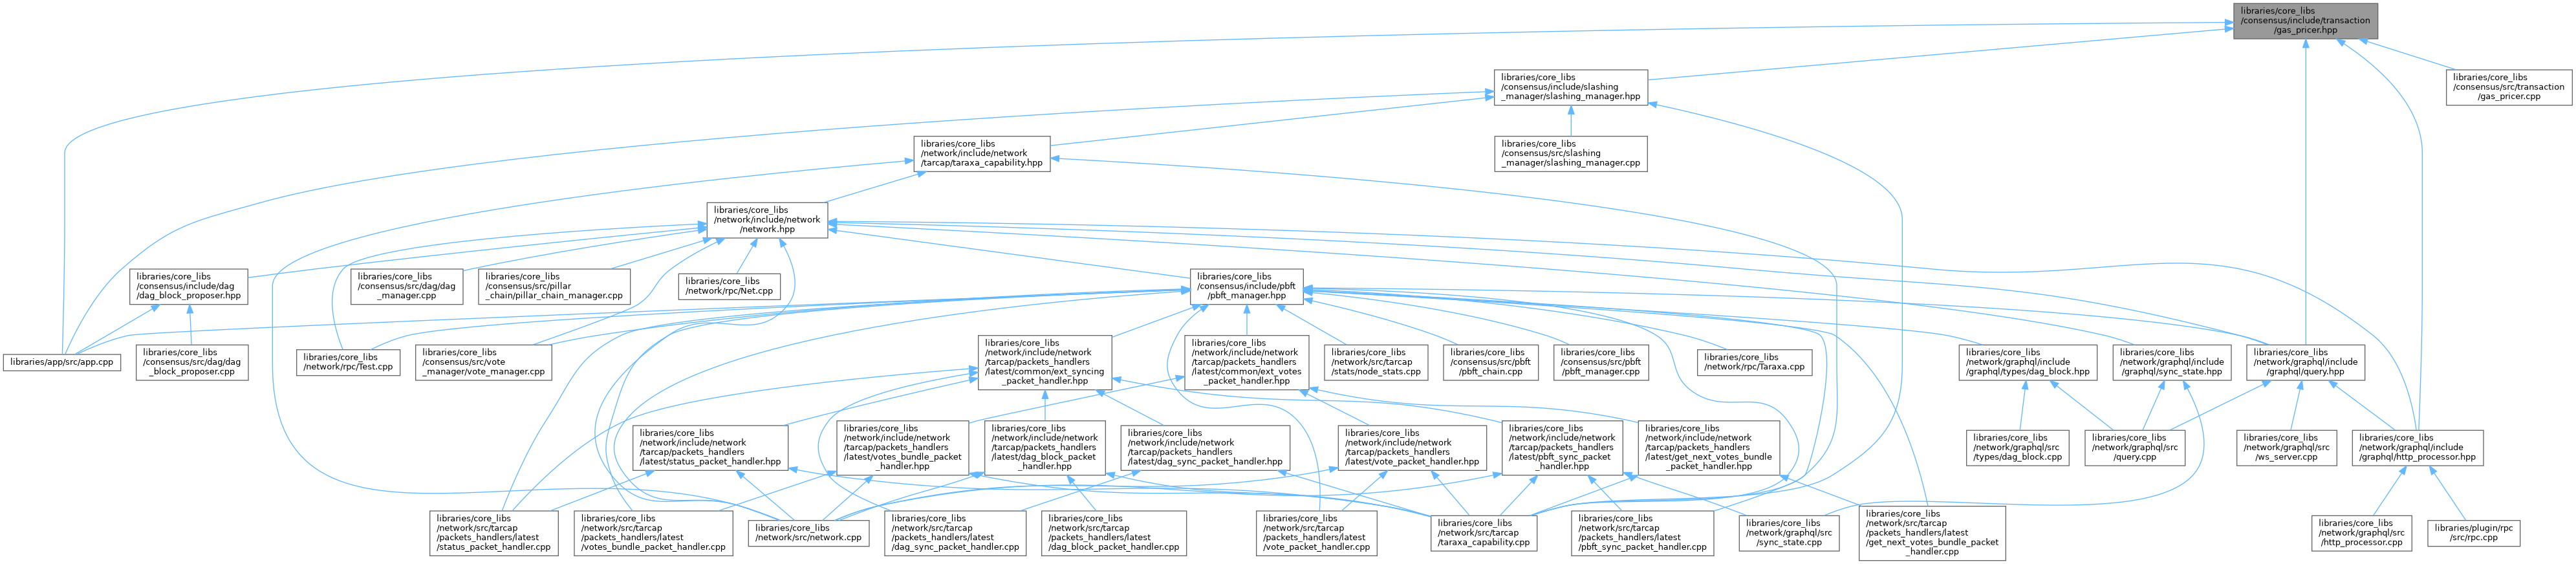 libraries/core_libs
/consensus/include/transaction
/gas_pricer.hpp
libraries/core_libs
/consensus/include/slashing
_manager/slashing_manager.hpp
libraries/core_libs
/consensus/src/transaction
/gas_pricer.cpp
libraries/core_libs
/network/include/network
/tarcap/taraxa_capability.hpp
libraries/core_libs
/consensus/src/slashing
_manager/slashing_manager.cpp
libraries/core_libs
/network/include/network
/network.hpp
libraries/core_libs
/consensus/include/dag
/dag_block_proposer.hpp
libraries/core_libs
/consensus/src/dag/dag
_manager.cpp
libraries/core_libs
/consensus/src/pillar
_chain/pillar_chain_manager.cpp
libraries/core_libs
/network/rpc/Net.cpp
libraries/core_libs
/consensus/include/pbft
/pbft_manager.hpp
libraries/app/src/app.cpp
libraries/core_libs
/consensus/src/dag/dag
_block_proposer.cpp
libraries/core_libs
/network/rpc/Test.cpp
libraries/core_libs
/consensus/src/vote
_manager/vote_manager.cpp
libraries/core_libs
/network/include/network
/tarcap/packets_handlers
/latest/common/ext_syncing
_packet_handler.hpp
libraries/core_libs
/network/include/network
/tarcap/packets_handlers
/latest/common/ext_votes
_packet_handler.hpp
libraries/core_libs
/network/src/tarcap
/stats/node_stats.cpp
libraries/core_libs
/consensus/src/pbft
/pbft_chain.cpp
libraries/core_libs
/consensus/src/pbft
/pbft_manager.cpp
libraries/core_libs
/network/rpc/Taraxa.cpp
libraries/core_libs
/network/graphql/include
/graphql/types/dag_block.hpp
libraries/core_libs
/network/graphql/include
/graphql/sync_state.hpp
libraries/core_libs
/network/graphql/include
/graphql/query.hpp
libraries/core_libs
/network/include/network
/tarcap/packets_handlers
/latest/status_packet_handler.hpp
libraries/core_libs
/network/include/network
/tarcap/packets_handlers
/latest/votes_bundle_packet
_handler.hpp
libraries/core_libs
/network/include/network
/tarcap/packets_handlers
/latest/dag_block_packet
_handler.hpp
libraries/core_libs
/network/include/network
/tarcap/packets_handlers
/latest/dag_sync_packet_handler.hpp
libraries/core_libs
/network/include/network
/tarcap/packets_handlers
/latest/vote_packet_handler.hpp
libraries/core_libs
/network/include/network
/tarcap/packets_handlers
/latest/pbft_sync_packet
_handler.hpp
libraries/core_libs
/network/include/network
/tarcap/packets_handlers
/latest/get_next_votes_bundle
_packet_handler.hpp
libraries/core_libs
/network/graphql/src
/types/dag_block.cpp
libraries/core_libs
/network/graphql/src
/query.cpp
libraries/core_libs
/network/graphql/src
/ws_server.cpp
libraries/core_libs
/network/graphql/include
/graphql/http_processor.hpp
libraries/core_libs
/network/src/tarcap
/packets_handlers/latest
/status_packet_handler.cpp
libraries/core_libs
/network/src/tarcap
/packets_handlers/latest
/votes_bundle_packet_handler.cpp
libraries/core_libs
/network/src/network.cpp
libraries/core_libs
/network/src/tarcap
/packets_handlers/latest
/dag_sync_packet_handler.cpp
libraries/core_libs
/network/src/tarcap
/packets_handlers/latest
/dag_block_packet_handler.cpp
libraries/core_libs
/network/src/tarcap
/packets_handlers/latest
/vote_packet_handler.cpp
libraries/core_libs
/network/src/tarcap
/taraxa_capability.cpp
libraries/core_libs
/network/src/tarcap
/packets_handlers/latest
/pbft_sync_packet_handler.cpp
libraries/core_libs
/network/graphql/src
/sync_state.cpp
libraries/core_libs
/network/src/tarcap
/packets_handlers/latest
/get_next_votes_bundle_packet
_handler.cpp
libraries/core_libs
/network/graphql/src
/http_processor.cpp
libraries/plugin/rpc
/src/rpc.cpp